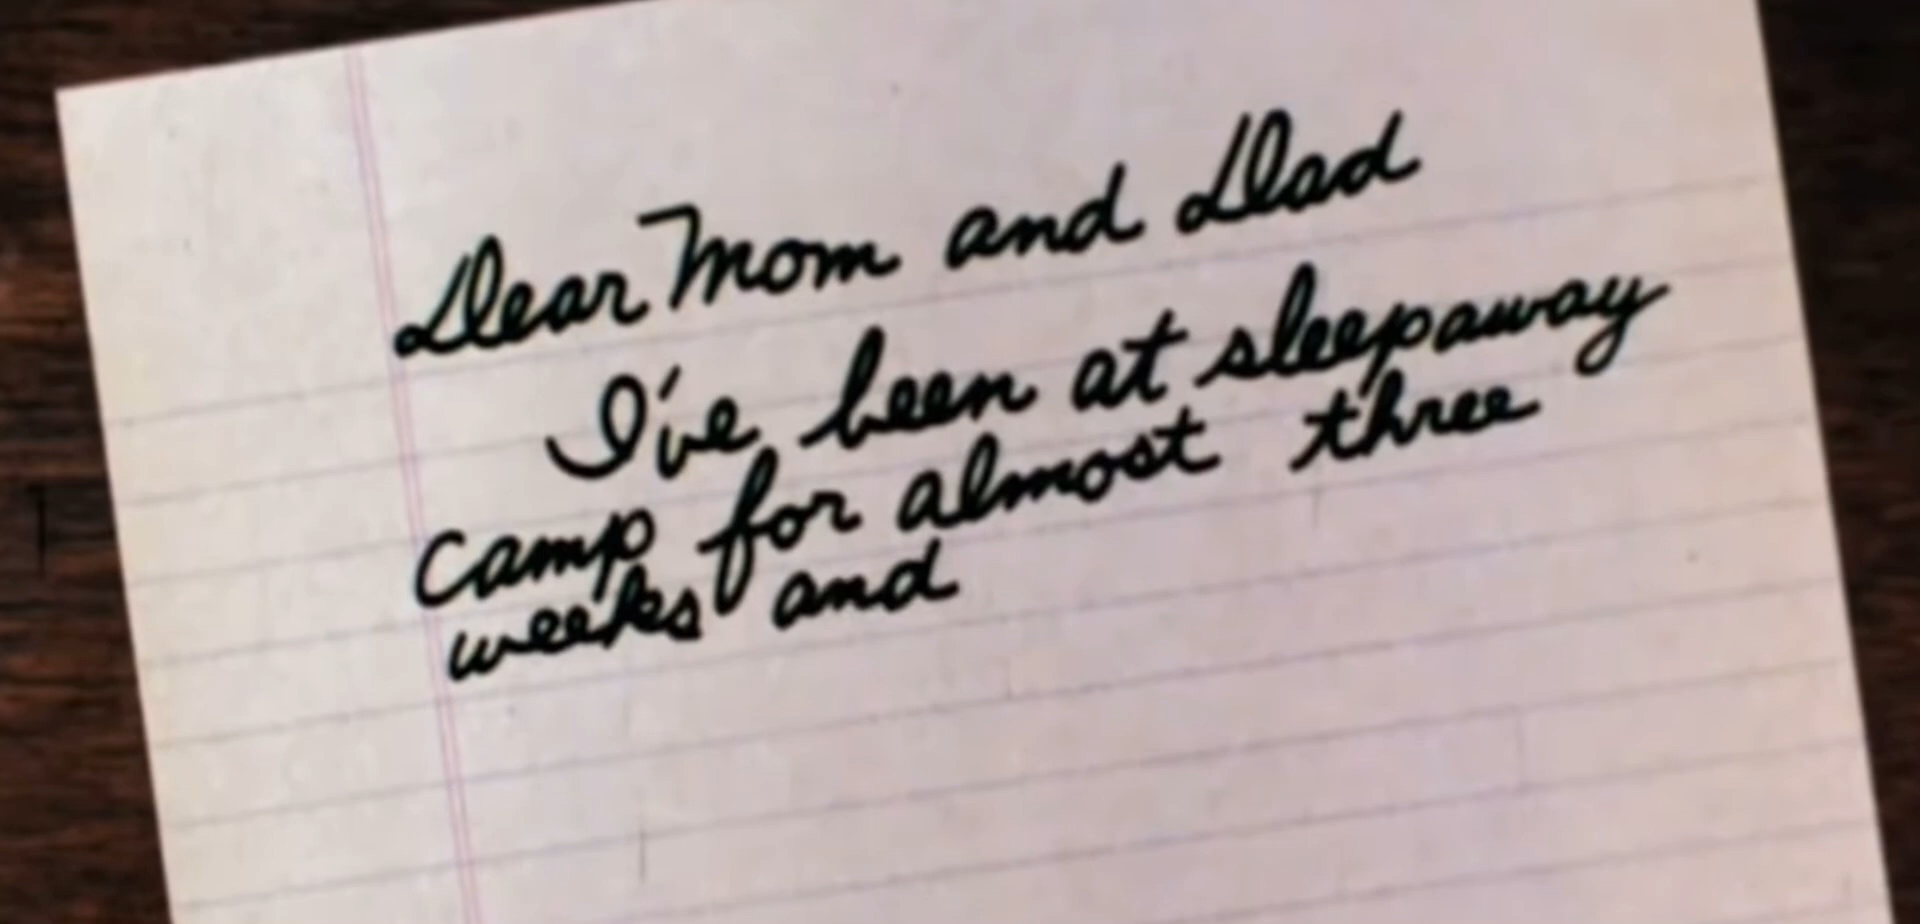 Dear Mom and Dad
I've been at sleepaway
camp for almost three
weeks and